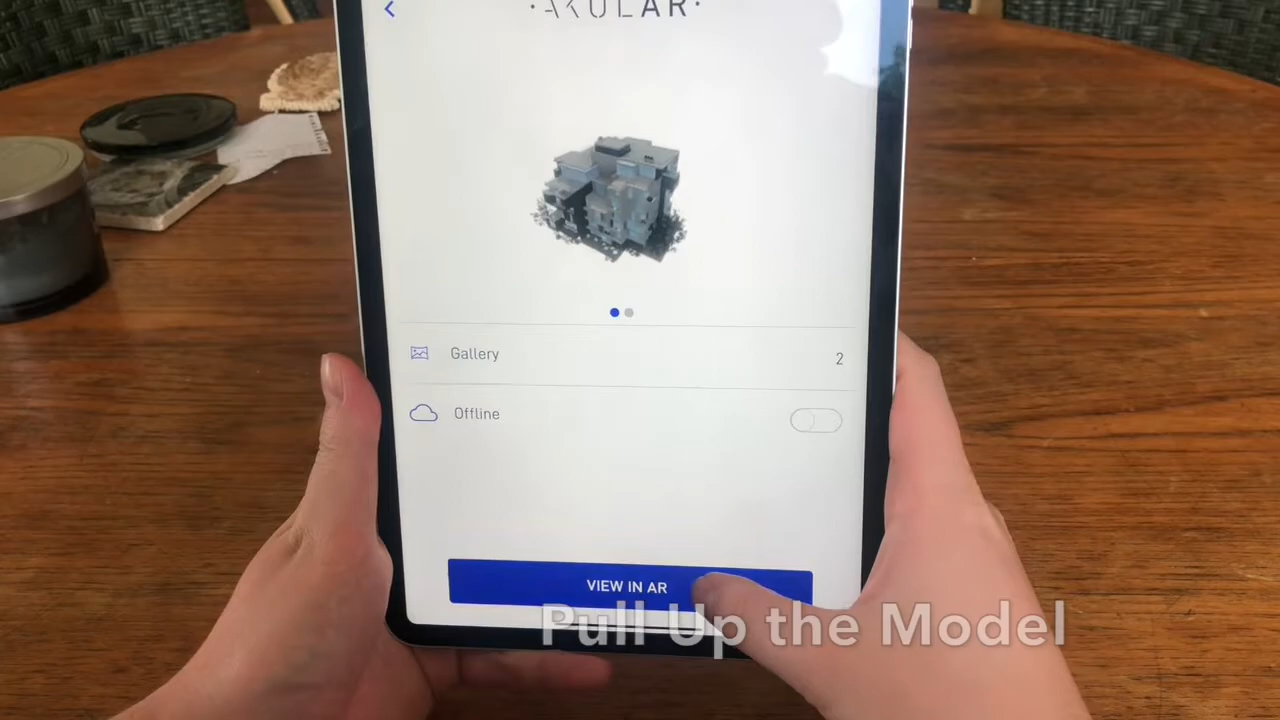 AKULAR
Gallery
2
Offline
VIEW IN AR
Pull Up the Model